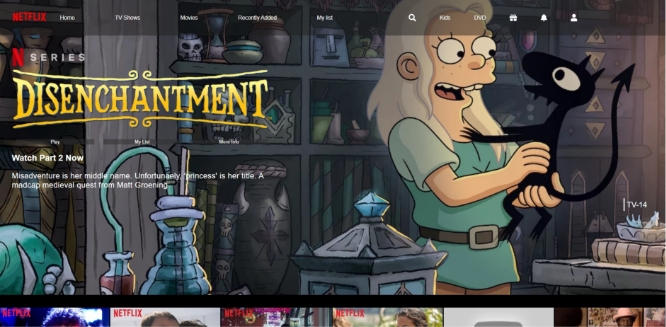 NETFLIX Home TV Shows Movies Recently Added My list Kids DVD
N SERIES
DISENCHANTMENT
Play My List More Info
Watch Part 2 Now
Misadventure is her middle name. Unfortunaely, 'princess' is her title. A
madcap medieval quest from Matt Groening.
TV-14
NETFLIX NETFLIX NETFLIX NETFLIX